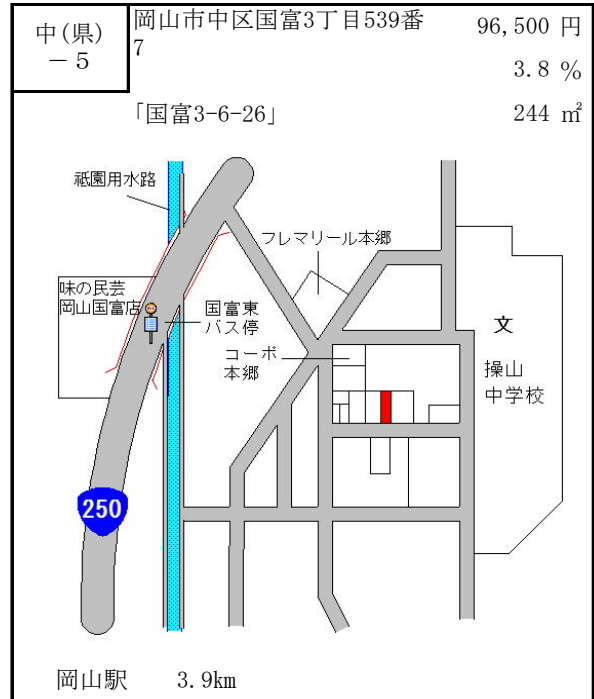 中(県)
－5
岡山市中区国富3丁目539番
7
96,500 円
3.8 %
「国富3-6-26」
244 ㎡
祗園用水路
フレマリール本郷
味の民芸
岡山国富店
国富東
バス停
コーポ
本郷
文
操山
中学校
250
岡山駅 3.9km